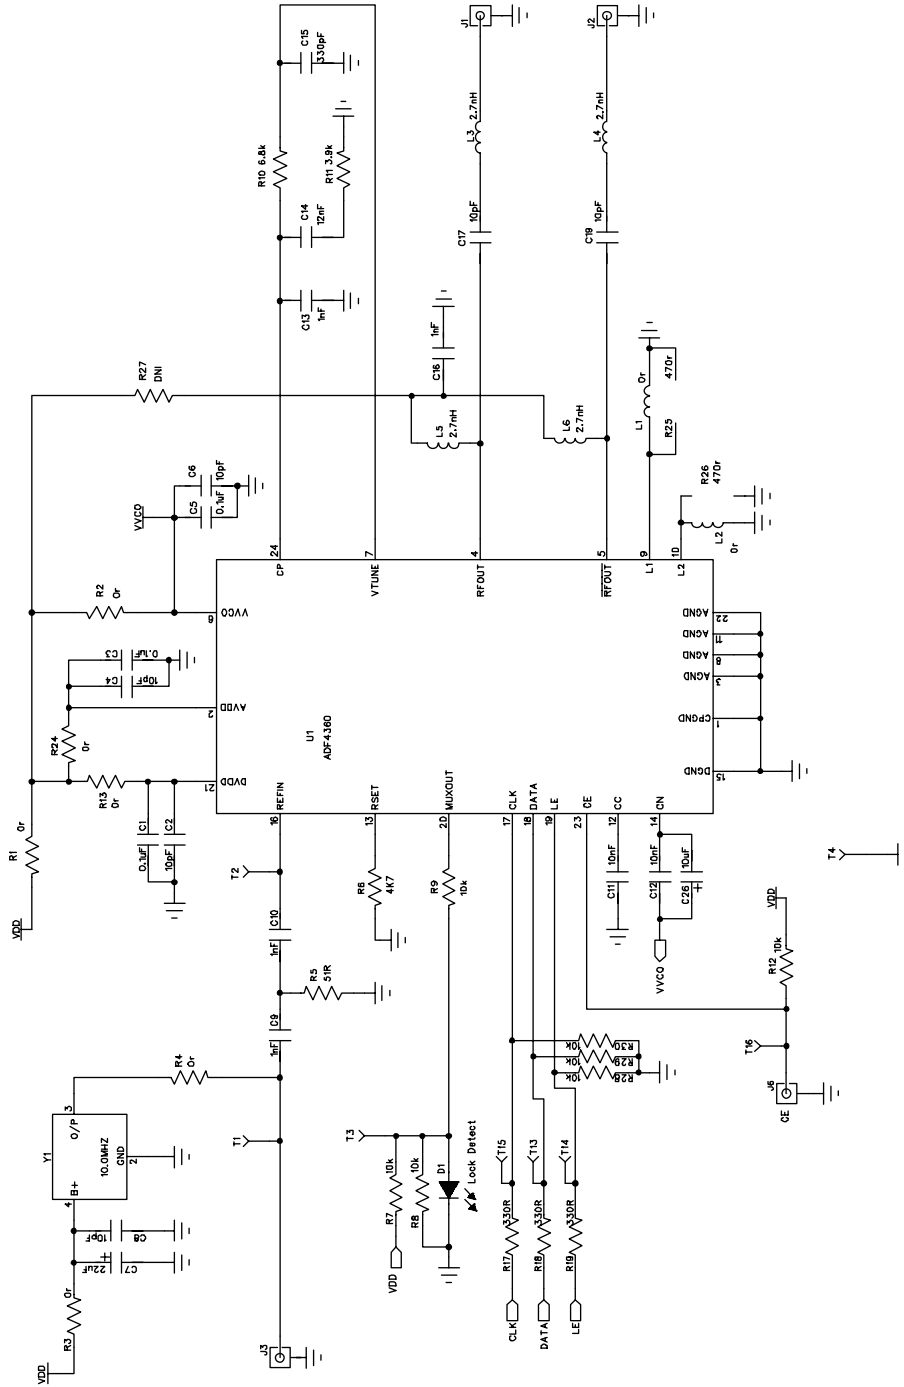 C15
330pF
R10 6.8k
R11 3.9k
C14
12nF
C13
1nF
J1
J2
L3 2.7nH
L4 2.7nH
C17 10pF
C19 10pF
C16 1nF
R27
DNI
L5
2.7nH
L6
2.7nH
L1 0r
R25 470r
R26
470r
L2
0r
VVCO
C6
10pF
C5
0.1uF
R2
0r
C3
0.1uF
C4
10pF
R24
0r
R13
0r
C1
0.1uF
C2
10pF
R1 0r
VDD
U1
ADF4360
24 CP
7 VTUNE
4 RFOUT
5 RFOUT
9 L1
10 L2
6 VVCO
2 AVDD
21 DVDD
22 AGND
11 AGND
8 AGND
3 AGND
1 CPGND
15 DGND
16 REFIN
13 RSET
20 MUXOUT
17 CLK
18 DATA
19 LE
23 CE
12 CC
14 CN
T2
C10
1nF
R5
51R
C9
1nF
R6
4K7
R9
10k
C11 10nF
C12 10nF
C26 10uF
+
VVCO
VDD
R12 10k
T4
T16
J6
CE
R30 10k
R29 10k
R28 10k
R4
0r
T1
T3
Y1
10.0MHZ
3 O/P
GND
2
4 B+
C8
10pF
C7
22uF
+
R3 0r
VDD
J3
R7 10k
R8 10k
VDD
D1
Lock Detect
T15
T13
T14
R17 330R
R18 330R
R19 330R
CLK
DATA
LE